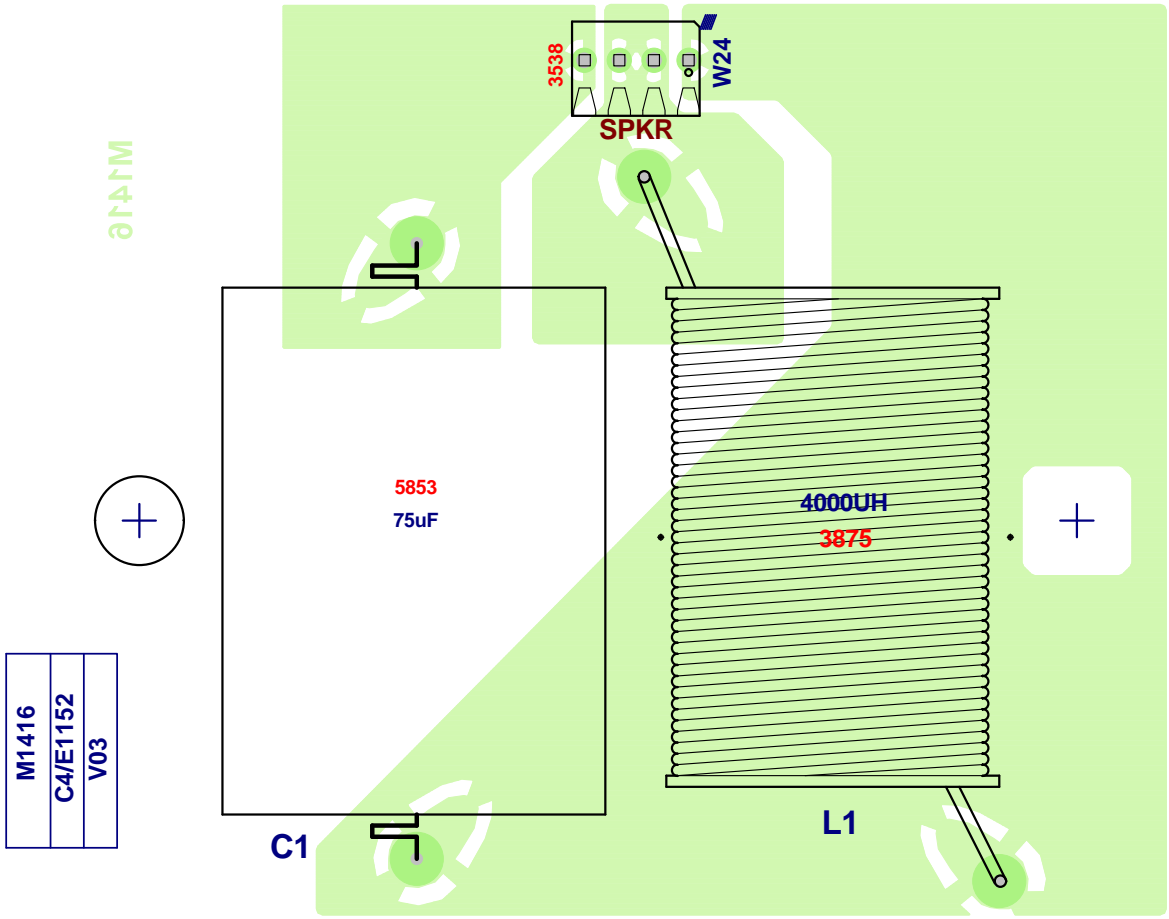 3538
W24
SPKR
M1416
5853
75uF
4000UH
3875
M1416
C4/E1152
V03
C1
L1